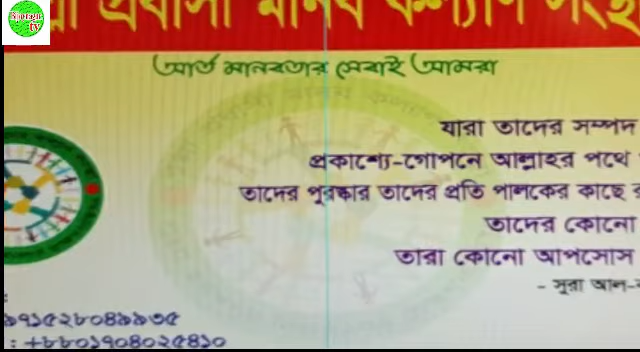 প্রবাসী মানব কল্যাণ
আর্ত মানবতার সেবাই আমরা
যারা তাদের সম্পদ
প্রকাশ্যে-গোপনে আল্লাহর পথে
তাদের পুরষ্কার তাদের প্রতি পালকের কাছে
তাদের কোনো
তারা কোনো আপসোস
- সূরা আল-
৯৭১৫২৮০৪৯৯৩৫
: +৮৮০১৭০৪০২৫৪১০